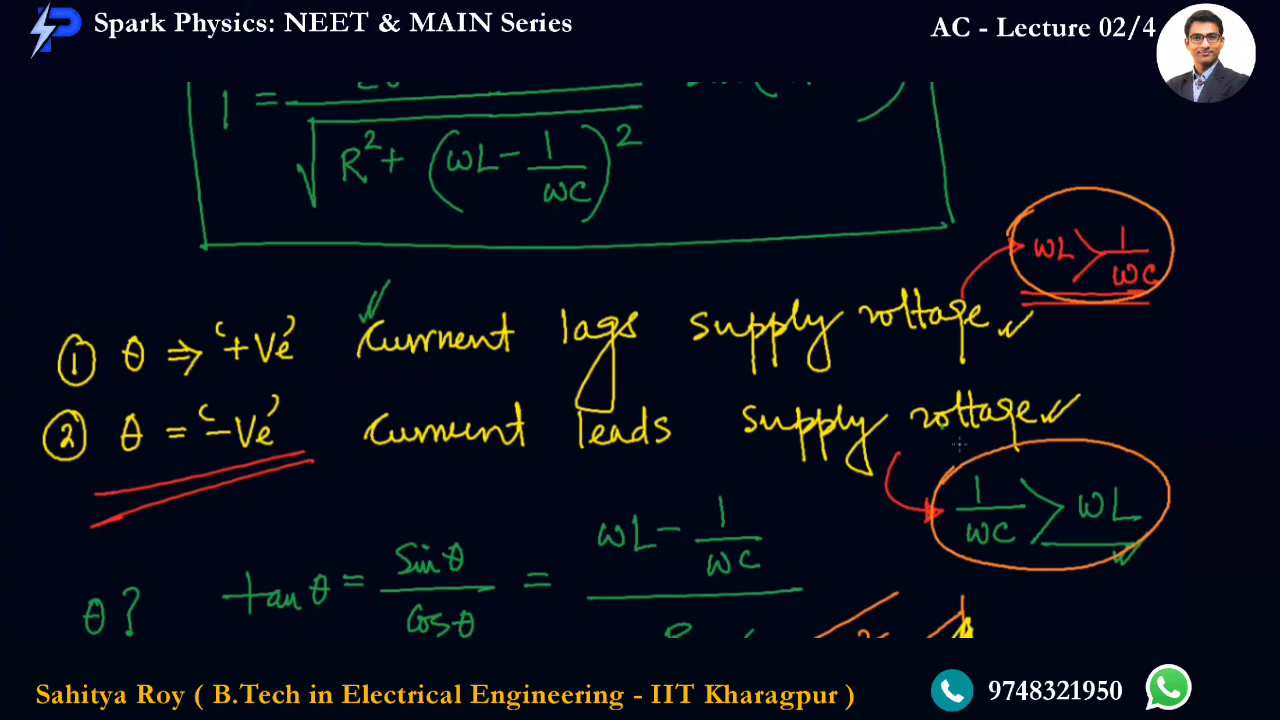 Spark Physics: NEET & MAIN Series
AC - Lecture 02/4
I =
√R² + (ωL - 1/ωC)²
ωL > 1/ωC
① θ ⇒ '+Ve' Current lags supply voltage
② θ = '-Ve' Current leads supply voltage
1/ωC > ωL
θ? tan θ = Sinθ/Cosθ = ωL - 1/ωC
Sahitya Roy ( B.Tech in Electrical Engineering - IIT Kharagpur )
9748321950